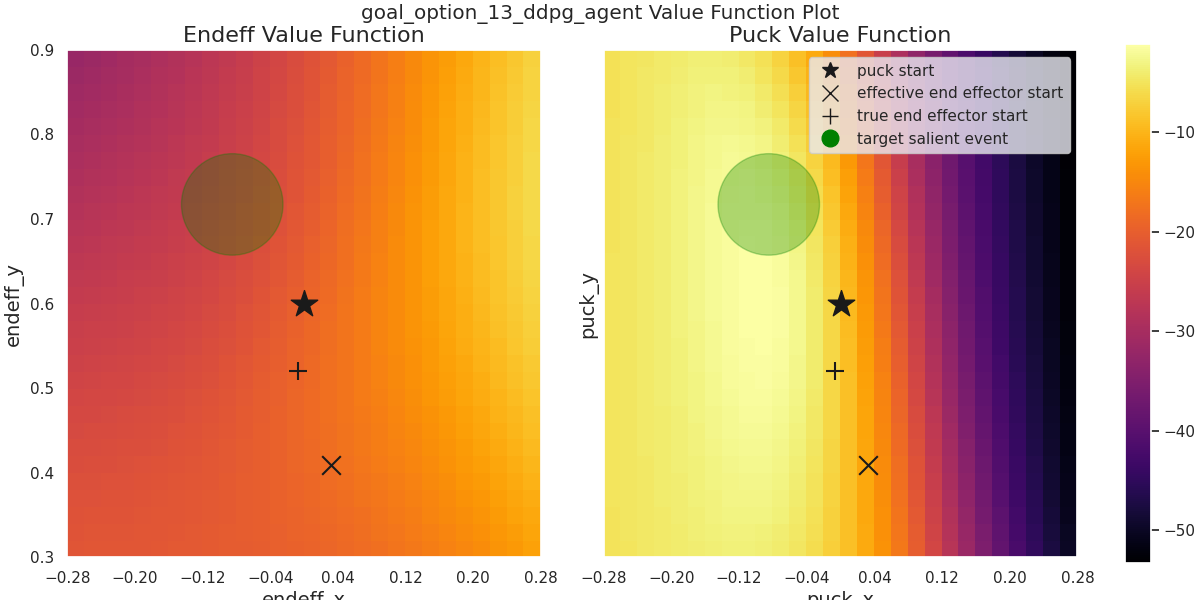 goal_option_13_ddpg_agent Value Function Plot
Endeff Value Function
Puck Value Function
endeff_y
0.9
0.8
0.7
0.6
0.5
0.4
0.3
−0.28 −0.20 −0.12 −0.04 0.04 0.12 0.20 0.28
endeff_x
puck_y
puck start
effective end effector start
true end effector start
target salient event
−0.28 −0.20 −0.12 −0.04 0.04 0.12 0.20 0.28
puck_x
−10
−20
−30
−40
−50